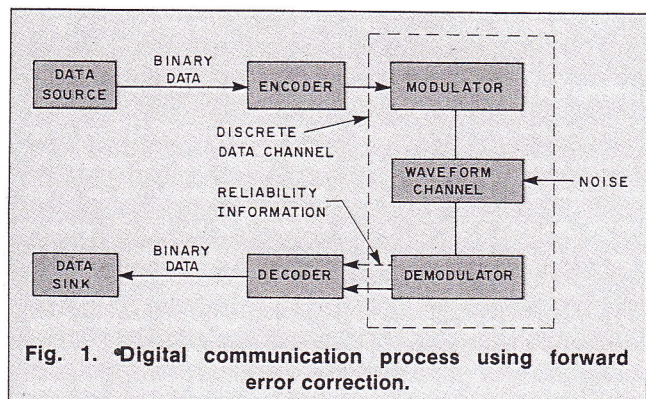 BINARY
DATA
DATA
SOURCE
ENCODER
MODULATOR
DISCRETE
DATA CHANNEL
WAVEFORM
CHANNEL
NOISE
RELIABILITY
INFORMATION
BINARY
DATA
DATA
SINK
DECODER
DEMODULATOR
Fig. 1. Digital communication process using forward
error correction.